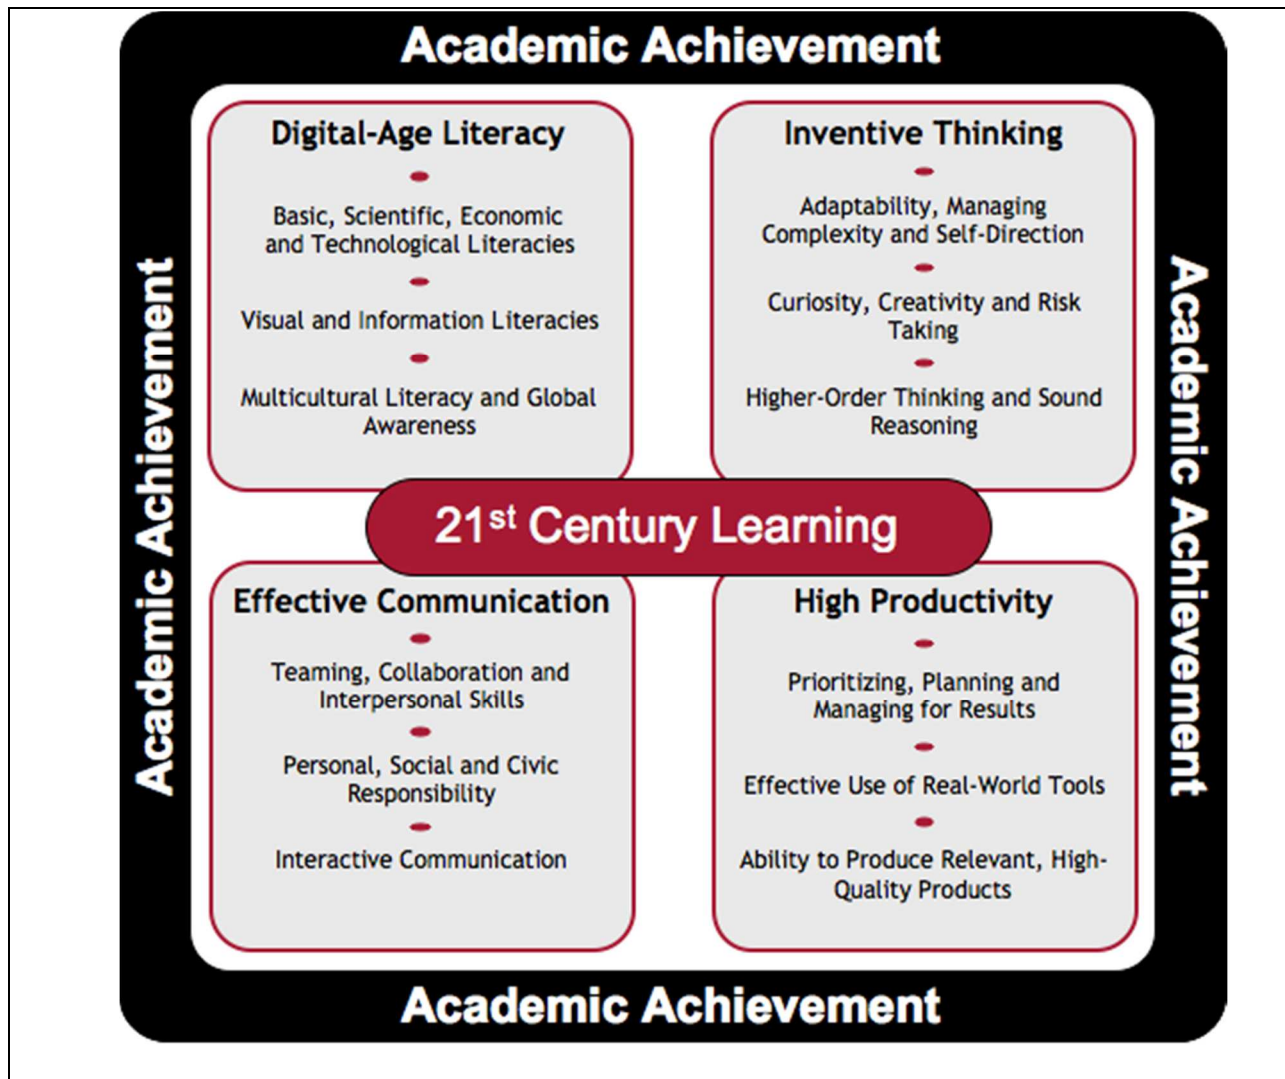 Academic Achievement
Digital-Age Literacy
Basic, Scientific, Economic
and Technological Literacies
Visual and Information Literacies
Multicultural Literacy and Global
Awareness
Inventive Thinking
Adaptability, Managing
Complexity and Self-Direction
Curiosity, Creativity and Risk
Taking
Higher-Order Thinking and Sound
Reasoning
Academic Achievement
Academic Achievement
21st Century Learning
Effective Communication
Teaming, Collaboration and
Interpersonal Skills
Personal, Social and Civic
Responsibility
Interactive Communication
High Productivity
Prioritizing, Planning and
Managing for Results
Effective Use of Real-World Tools
Ability to Produce Relevant, High-
Quality Products
Academic Achievement